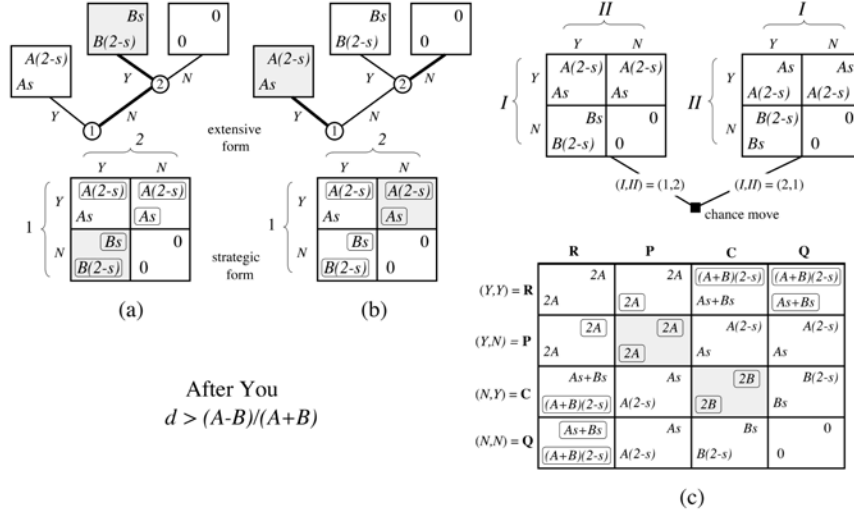 Bs
B(2-s)
0
0
A(2-s)
As
Y
N
Y
N
2
1
extensive
form
2
Y
N
1
Y
N
A(2-s)
A(2-s)
As
As
Bs
0
B(2-s)
0
strategic
form
(a)
Bs
B(2-s)
0
0
A(2-s)
As
Y
N
Y
N
2
1
2
Y
N
1
Y
N
A(2-s)
A(2-s)
As
As
Bs
0
B(2-s)
0
(b)
After You
d > (A-B)/(A+B)
II
Y
N
I
Y
N
A(2-s)
A(2-s)
As
As
Bs
0
B(2-s)
0
I
Y
N
II
Y
N
As
As
A(2-s)
A(2-s)
B(2-s)
0
Bs
0
(I,II) = (1,2)
(I,II) = (2,1)
chance move
R P C Q
(Y,Y) = R
2A 2A (A+B)(2-s) (A+B)(2-s)
2A 2A As+Bs As+Bs
(Y,N) = P
2A 2A A(2-s) A(2-s)
2A 2A As As
(N,Y) = C
As+Bs As 2B B(2-s)
(A+B)(2-s) A(2-s) 2B Bs
(N,N) = Q
As+Bs As Bs 0
(A+B)(2-s) A(2-s) B(2-s) 0
(c)